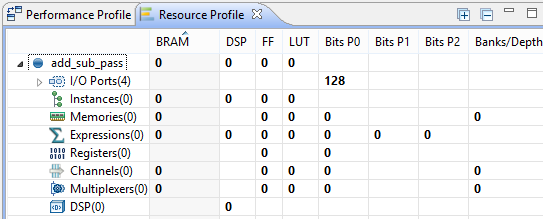 Performance Profile Resource Profile
BRAM DSP FF LUT Bits P0 Bits P1 Bits P2 Banks/Depth
add_sub_pass 0 0 0 0
I/O Ports(4) 128
Instances(0) 0 0 0 0
Memories(0) 0 0 0 0 0
Expressions(0) 0 0 0 0 0 0 0
Registers(0) 0 0
Channels(0) 0 0 0 0 0
Multiplexers(0) 0 0 0 0 0
DSP(0) 0